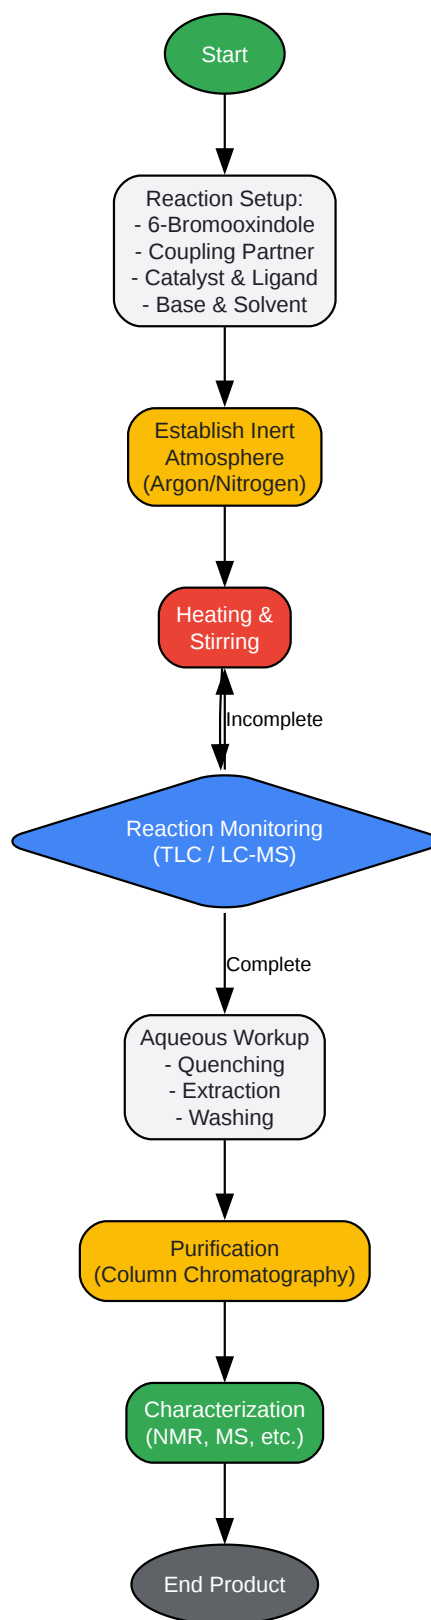 Start
Reaction Setup:
- 6-Bromooxindole
- Coupling Partner
- Catalyst & Ligand
- Base & Solvent
Establish Inert
Atmosphere
(Argon/Nitrogen)
Heating &
Stirring
Incomplete
Reaction Monitoring
(TLC / LC-MS)
Complete
Aqueous Workup
- Quenching
- Extraction
- Washing
Purification
(Column Chromatography)
Characterization
(NMR, MS, etc.)
End Product